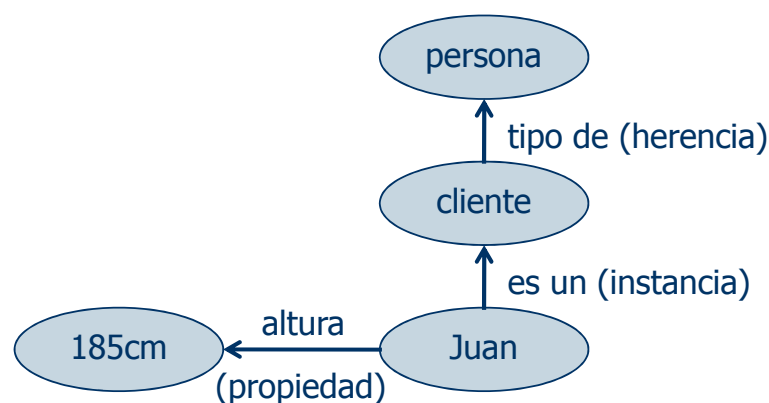 persona
tipo de (herencia)
cliente
es un (instancia)
altura
185cm
Juan
(propiedad)